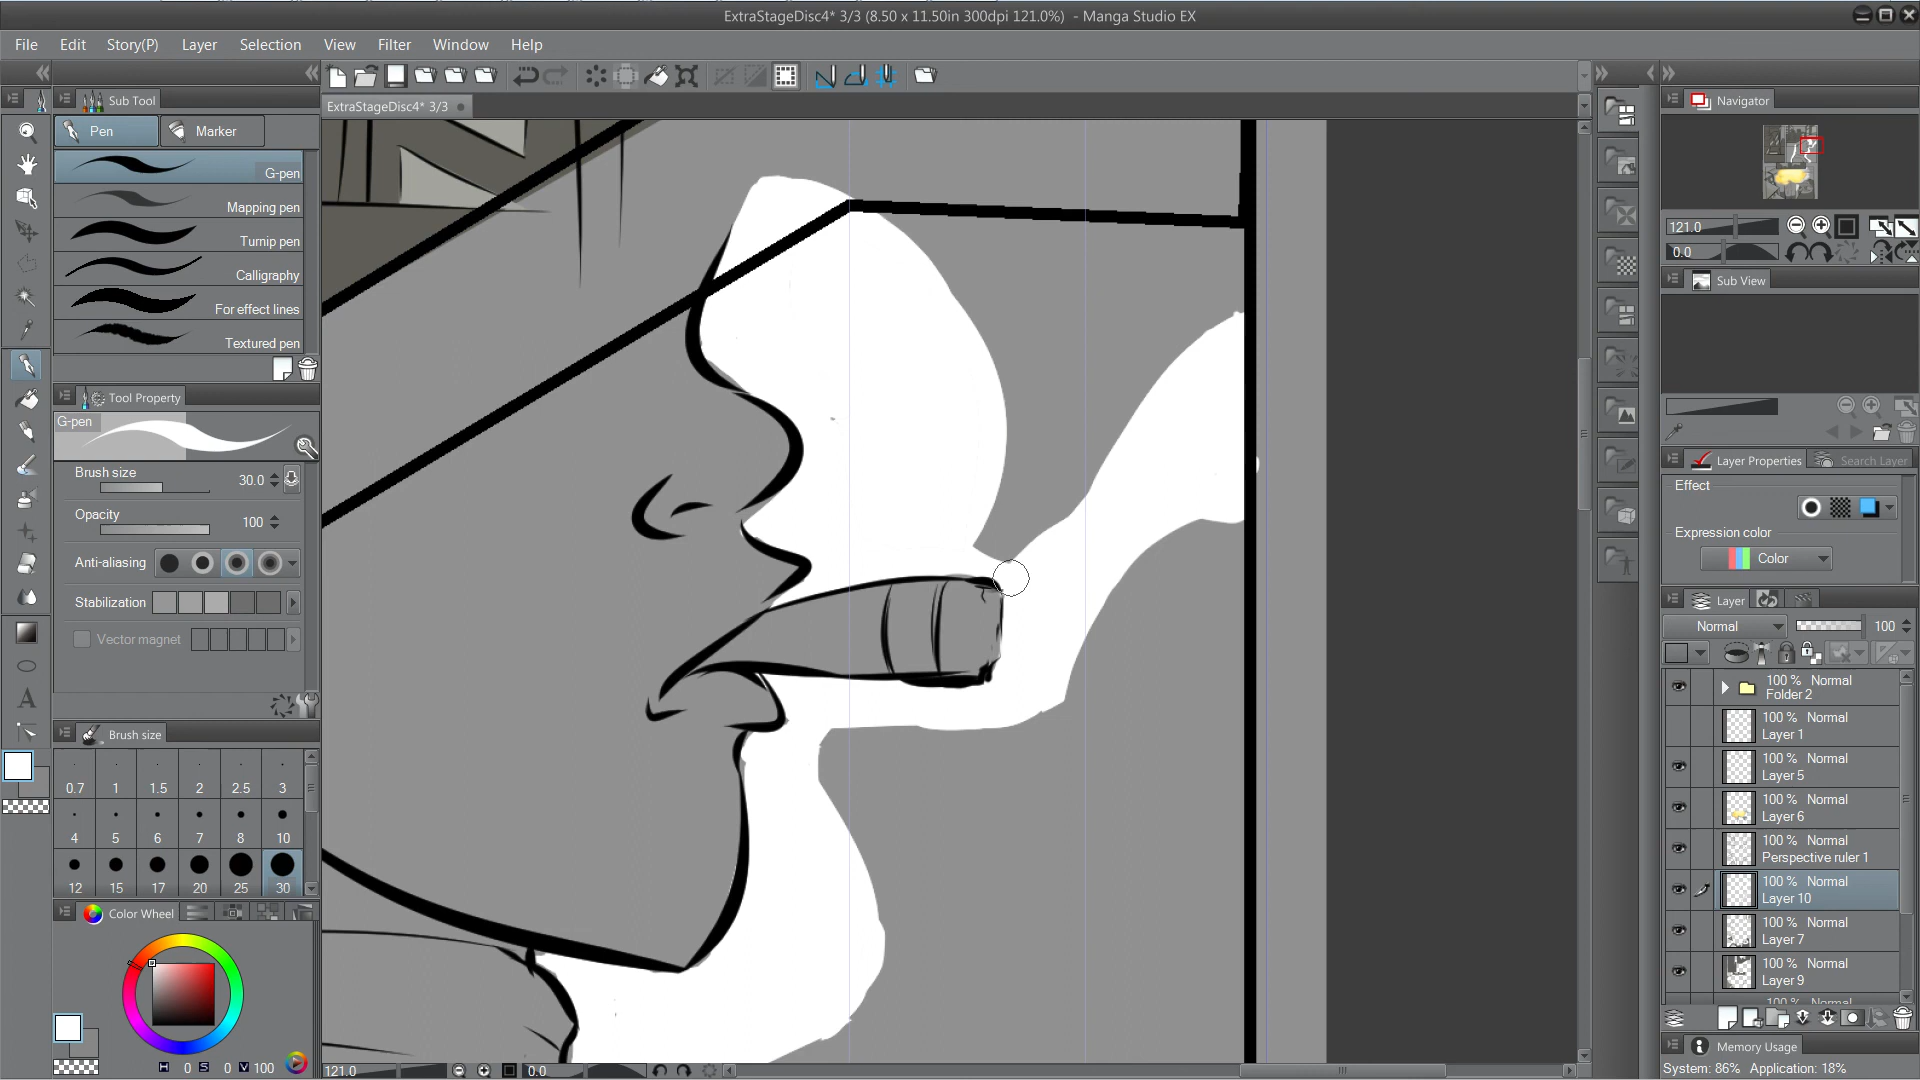 ExtraStageDisc4* 3/3 (8.50 x 11.50in 300dpi 121.0%)  - Manga Studio EX
File Edit Story(P) Layer Selection View Filter Window Help
Sub Tool
Pen Marker
G-pen
Mapping pen
Turnip pen
Calligraphy
For effect lines
Textured pen
Tool Property
G-pen
Brush size 30.0
Opacity 100
Anti-aliasing
Stabilization
Vector magnet
Brush size
0.7 1 1.5 2 2.5 3
4 5 6 7 8 10
12 15 17 20 25 30
Color Wheel
H 0 S 0 V 100
ExtraStageDisc4* 3/3
121.0 0.0
Navigator
121.0
0.0
Sub View
Layer Properties Search Layer
Effect
Expression color
Color
Layer
Normal 100
100 % Normal
Folder 2
100 % Normal
Layer 1
100 % Normal
Layer 5
100 % Normal
Layer 6
100 % Normal
Perspective ruler 1
100 % Normal
Layer 10
100 % Normal
Layer 7
100 % Normal
Layer 9
100 % Normal
Memory Usage
System: 86% Application: 18%